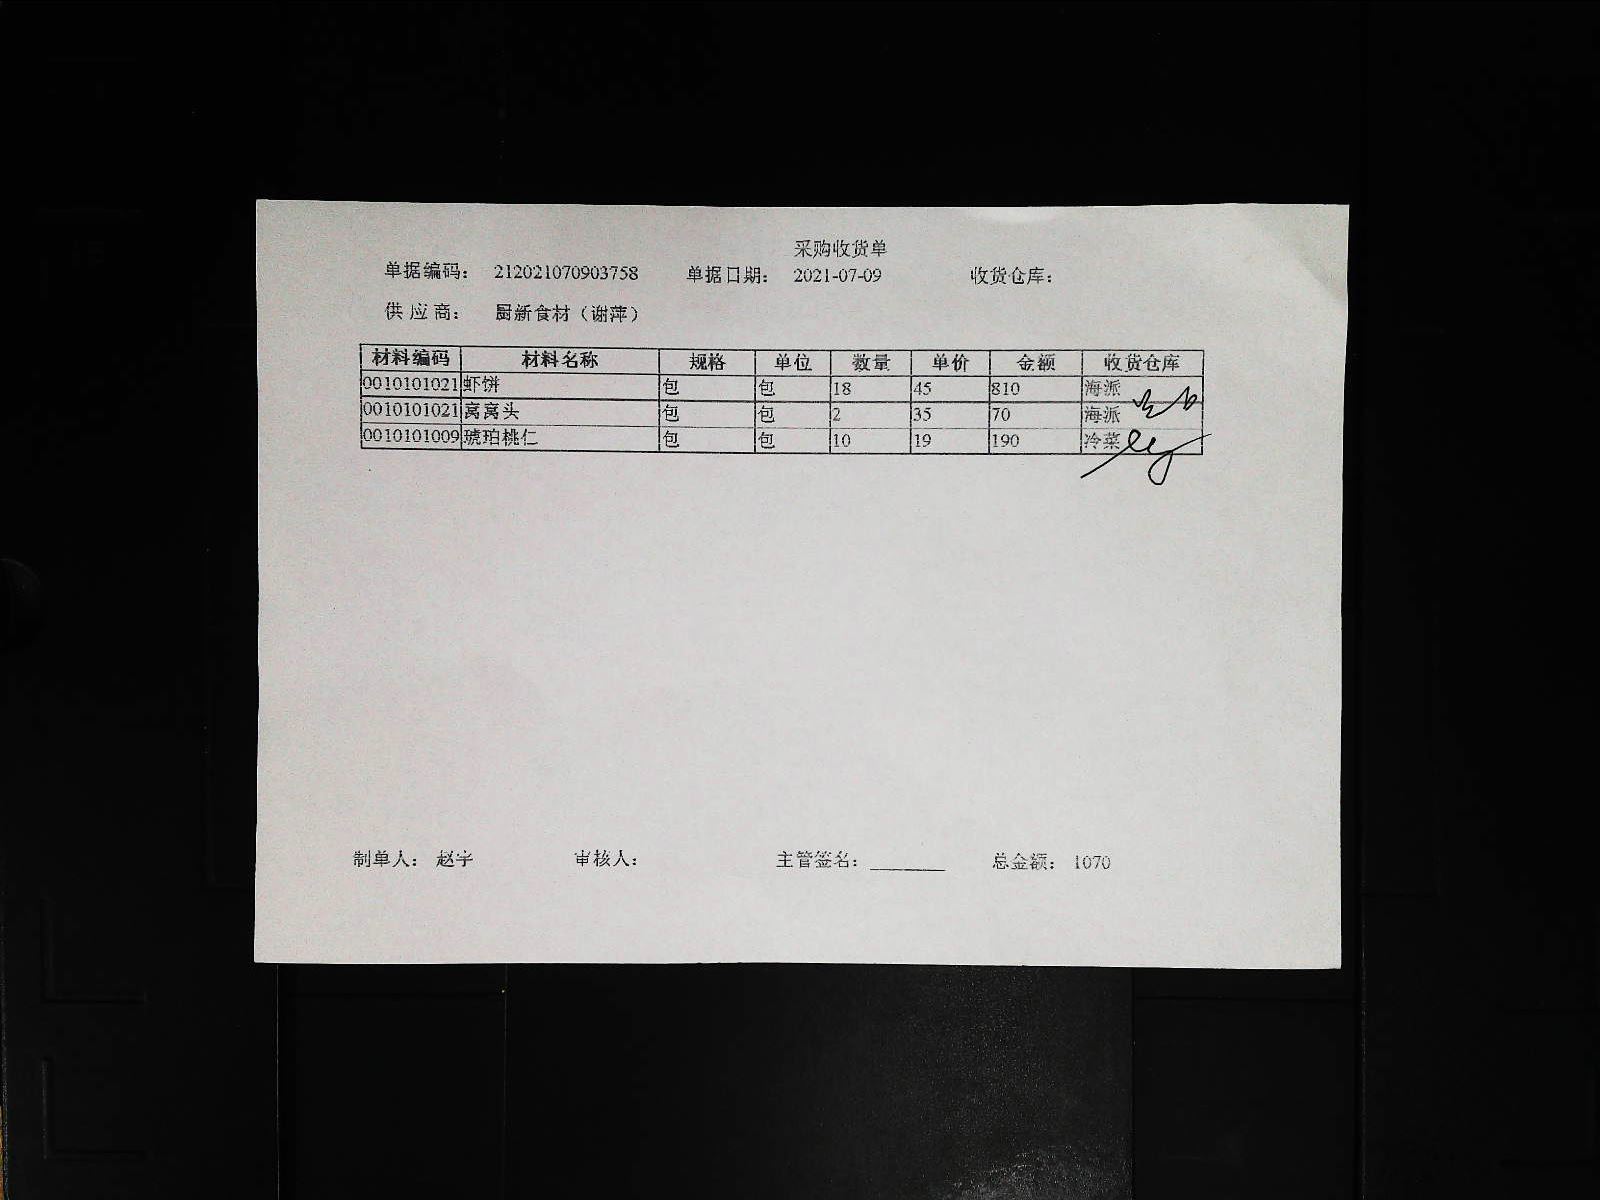 采购收货单
单据编码： 212021070903758 单据日期： 2021-07-09 收货仓库：
供 应 商： 厨新食材（谢萍）
材料编码 材料名称 规格 单位 数量 单价 金额 收货仓库
0010101021 虾饼 包 包 18 45 810 海派
0010101021 窝窝头 包 包 2 35 70 海派
0010101009 琥珀桃仁 包 包 10 19 190 冷菜
制单人： 赵宇 审核人： 主管签名： 总金额： 1070